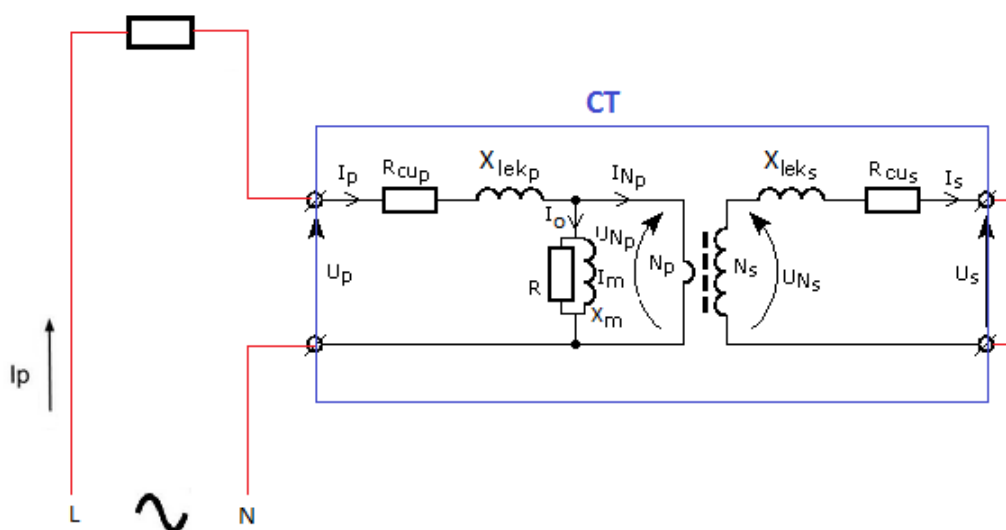 CT
Ip Rcup Xlekp INp Xleks Rcus Is
Io UNp
Up R Im Np Ns UNs Us
Xm
Ip
L N